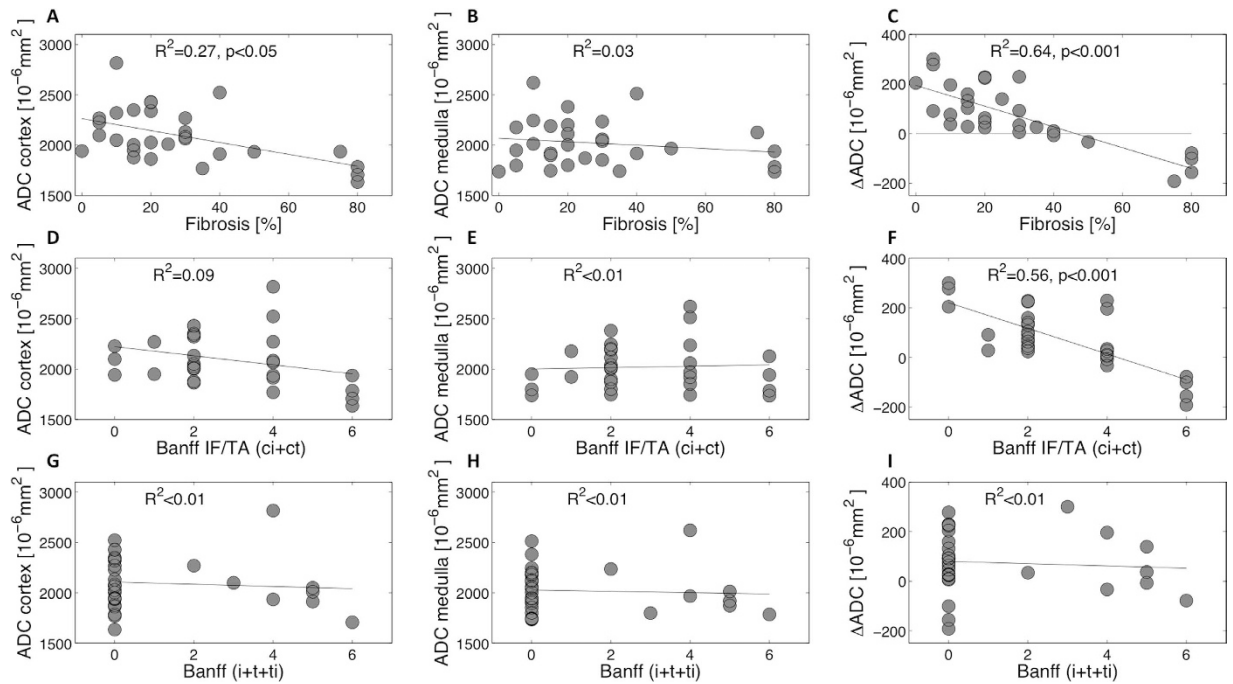 A
R²=0.27, p<0.05
ADC cortex [10⁻⁶mm²]
3000
2500
2000
1500
0 20 40 60 80
Fibrosis [%]
B
R²=0.03
ADC medulla [10⁻⁶mm²]
3000
2500
2000
1500
0 20 40 60 80
Fibrosis [%]
C
R²=0.64, p<0.001
ΔADC [10⁻⁶mm²]
400
200
0
−200
0 20 40 60 80
Fibrosis [%]
D
R²=0.09
ADC cortex [10⁻⁶mm²]
3000
2500
2000
1500
0 2 4 6
Banff IF/TA (ci+ct)
E
R²<0.01
ADC medulla [10⁻⁶mm²]
3000
2500
2000
1500
0 2 4 6
Banff IF/TA (ci+ct)
F
R²=0.56, p<0.001
ΔADC [10⁻⁶mm²]
400
200
0
−200
0 2 4 6
Banff IF/TA (ci+ct)
G
R²<0.01
ADC cortex [10⁻⁶mm²]
3000
2500
2000
1500
0 2 4 6
Banff (i+t+ti)
H
R²<0.01
ADC medulla [10⁻⁶mm²]
3000
2500
2000
1500
0 2 4 6
Banff (i+t+ti)
I
R²<0.01
ΔADC [10⁻⁶mm²]
400
200
0
−200
0 2 4 6
Banff (i+t+ti)